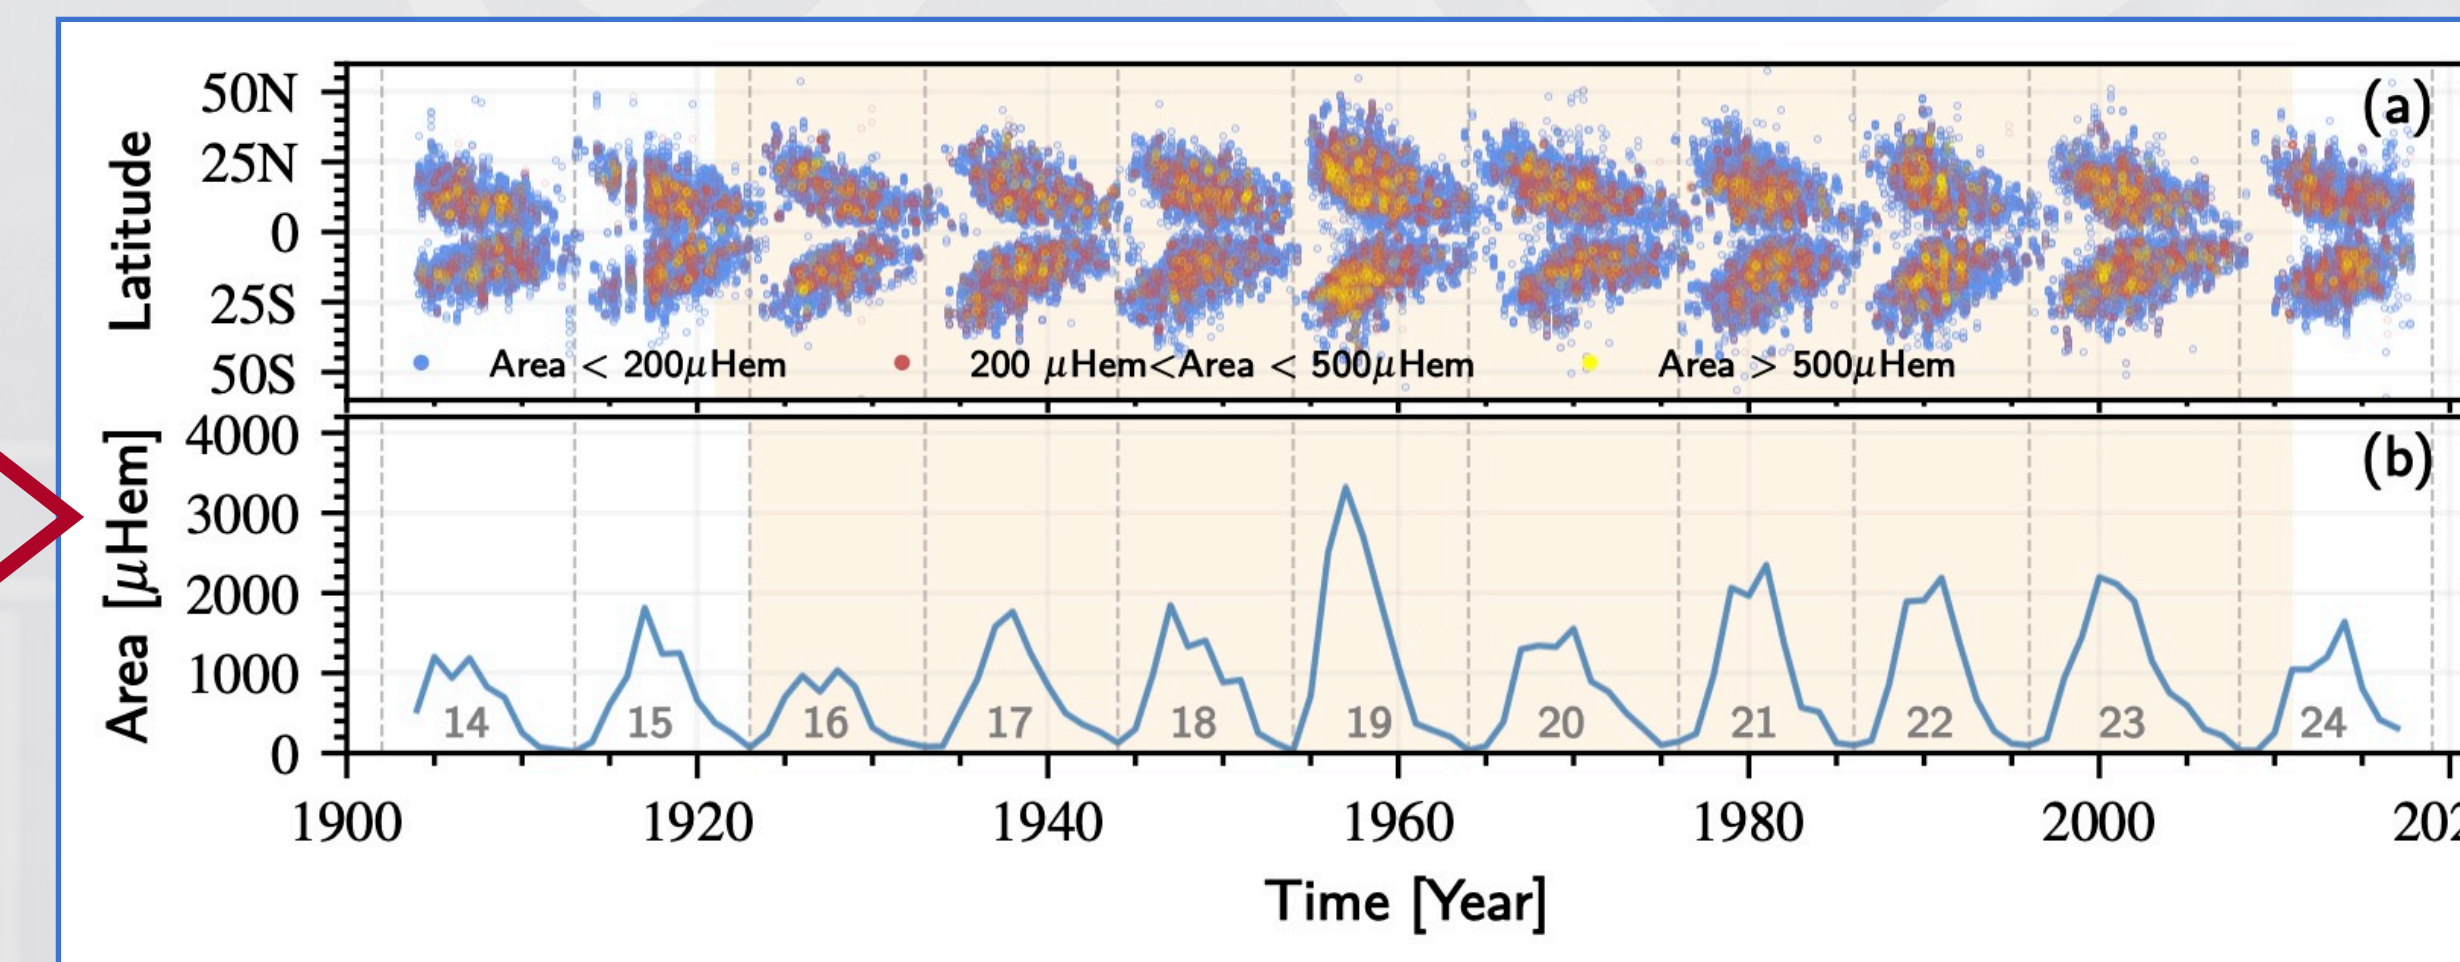 50N
25N
0
25S
50S
Latitude
(a)
Area < 200μHem
200 μHem<Area < 500μHem
Area > 500μHem
4000
3000
2000
1000
0
Area [μHem]
(b)
14 15 16 17 18 19 20 21 22 23 24
1900 1920 1940 1960 1980 2000 202
Time [Year]